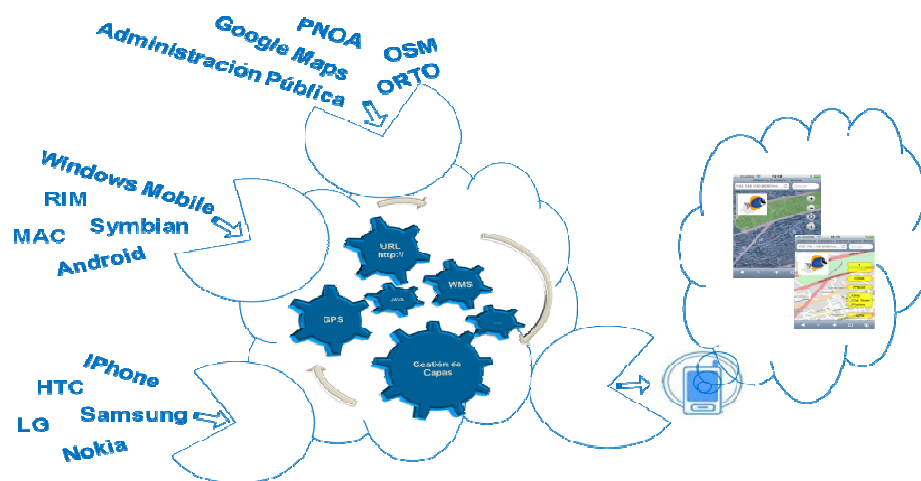 PNOA
Google Maps
OSM
Administración Pública
ORTO
Windows Mobile
RIM
MAC
Symbian
Android
IPhone
HTC
LG
Samsung
Nokia
URL
http://
WMS
JAVA
GPS
Gestión de
Capas